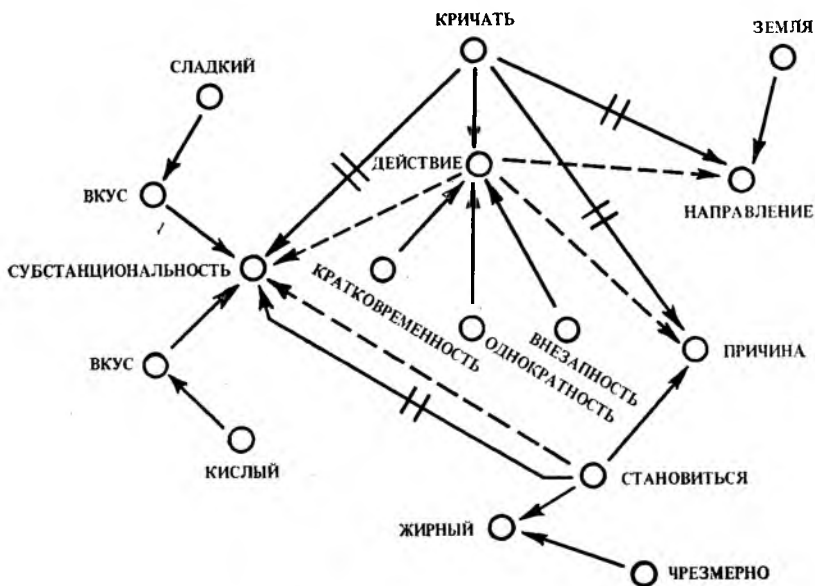 КРИЧАТЬ
ЗЕМЛЯ
СЛАДКИЙ
ДЕЙСТВИЕ
ВКУС
НАПРАВЛЕНИЕ
СУБСТАНЦИОНАЛЬНОСТЬ
КРАТКОВРЕМЕННОСТЬ
ОДНОКРАТНОСТЬ
ВНЕЗАПНОСТЬ
ПРИЧИНА
ВКУС
КИСЛЫЙ
СТАНОВИТЬСЯ
ЖИРНЫЙ
ЧРЕЗМЕРНО